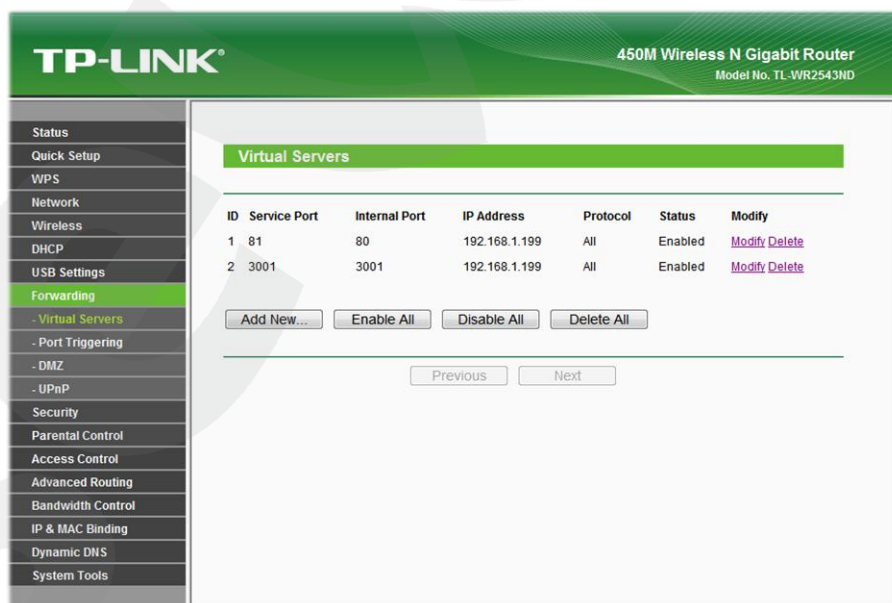 TP-LINK®
450M Wireless N Gigabit Router
Model No. TL-WR2543ND
Status
Quick Setup
WPS
Network
Wireless
DHCP
USB Settings
Forwarding
- Virtual Servers
- Port Triggering
- DMZ
- UPnP
Security
Parental Control
Access Control
Advanced Routing
Bandwidth Control
IP & MAC Binding
Dynamic DNS
System Tools
Virtual Servers
ID Service Port Internal Port IP Address Protocol Status Modify
1 81 80 192.168.1.199 All Enabled Modify Delete
2 3001 3001 192.168.1.199 All Enabled Modify Delete
Add New... Enable All Disable All Delete All
Previous Next